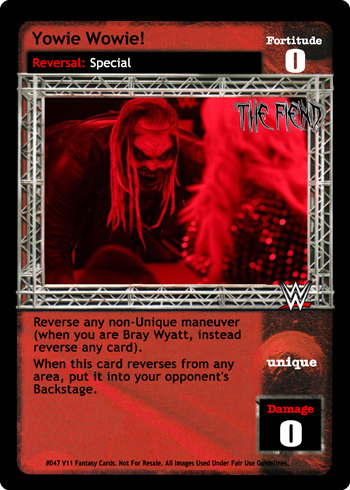 Yowie Wowie!
Fortitude
0
Reversal: Special
THE FIEND
W
Reverse any non-Unique maneuver
(when you are Bray Wyatt, instead
reverse any card).
When this card reverses from any
area, put it into your opponent's
Backstage.
unique
Damage
0
#047 V11 Fantasy Cards. Not For Resale. All Images Used Under Fair Use Guidelines.